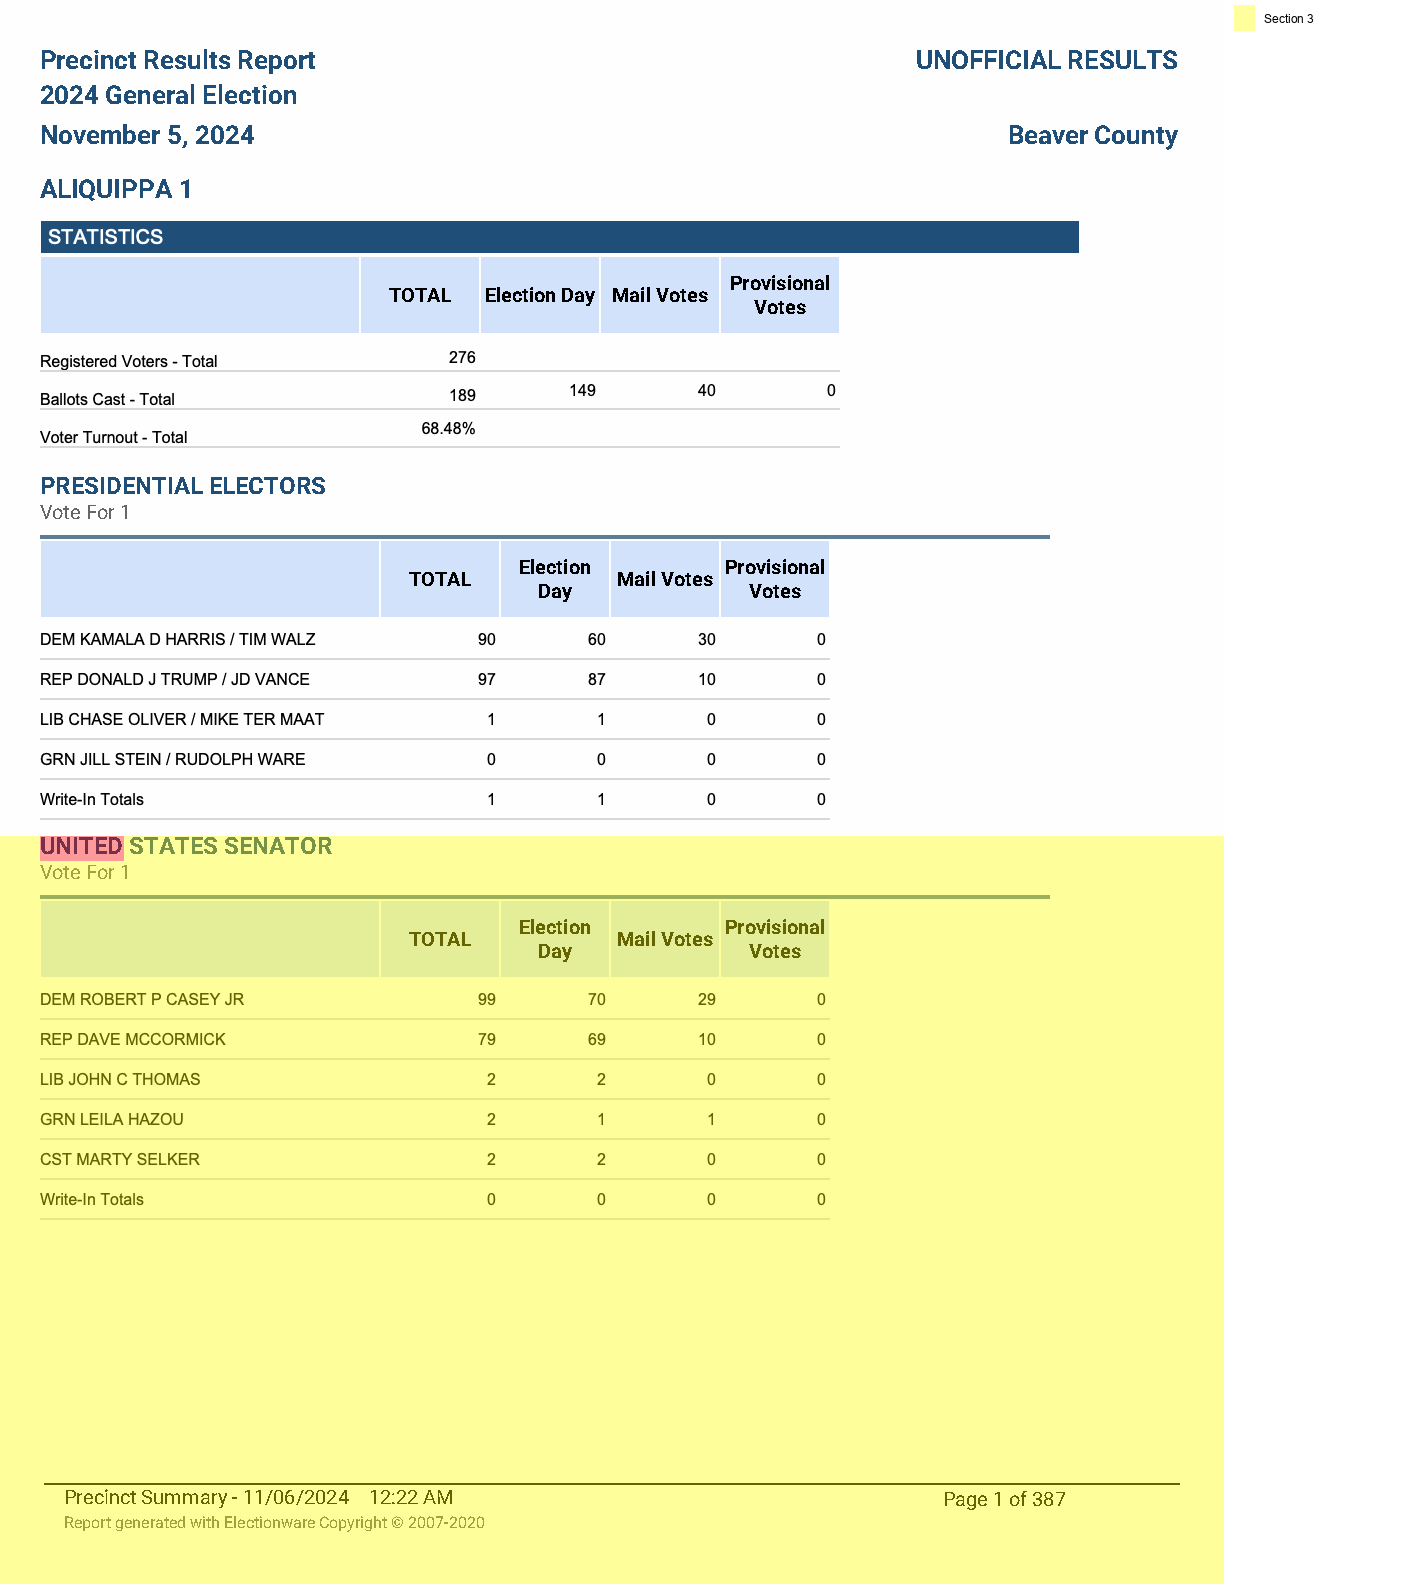 Section 3
Precinct Results Report UNOFFICIAL RESULTS
2024 General Election
November 5, 2024 Beaver County
ALIQUIPPA 1
STATISTICS
TOTAL Election Day Mail Votes Provisional Votes
Registered Voters - Total 276
Ballots Cast - Total 189 149 40 0
Voter Turnout - Total 68.48%
PRESIDENTIAL ELECTORS
Vote For 1
TOTAL Election Day Mail Votes Provisional Votes
DEM KAMALA D HARRIS / TIM WALZ 90 60 30 0
REP DONALD J TRUMP / JD VANCE 97 87 10 0
LIB CHASE OLIVER / MIKE TER MAAT 1 1 0 0
GRN JILL STEIN / RUDOLPH WARE 0 0 0 0
Write-In Totals 1 1 0 0
UNITED STATES SENATOR
Vote For 1
TOTAL Election Day Mail Votes Provisional Votes
DEM ROBERT P CASEY JR 99 70 29 0
REP DAVE MCCORMICK 79 69 10 0
LIB JOHN C THOMAS 2 2 0 0
GRN LEILA HAZOU 2 1 1 0
CST MARTY SELKER 2 2 0 0
Write-In Totals 0 0 0 0
Precinct Summary - 11/06/2024 12:22 AM Page 1 of 387
Report generated with Electionware Copyright © 2007-2020